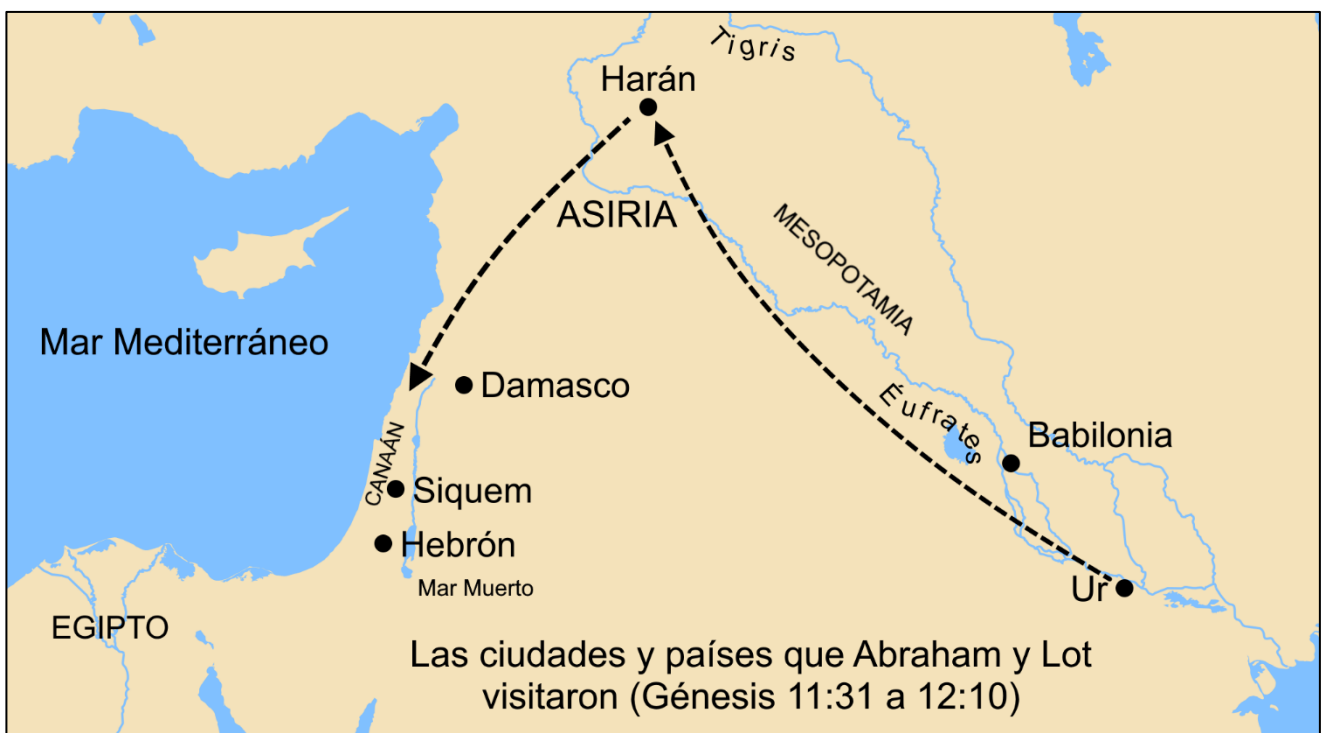 Tigris
Harán
ASIRIA
MESOPOTAMIA
Mar Mediterráneo
Damasco
Éufrates
Babilonia
CANAÁN
Siquem
Hebrón
Mar Muerto
Ur
EGIPTO
Las ciudades y países que Abraham y Lot
visitaron (Génesis 11:31 a 12:10)